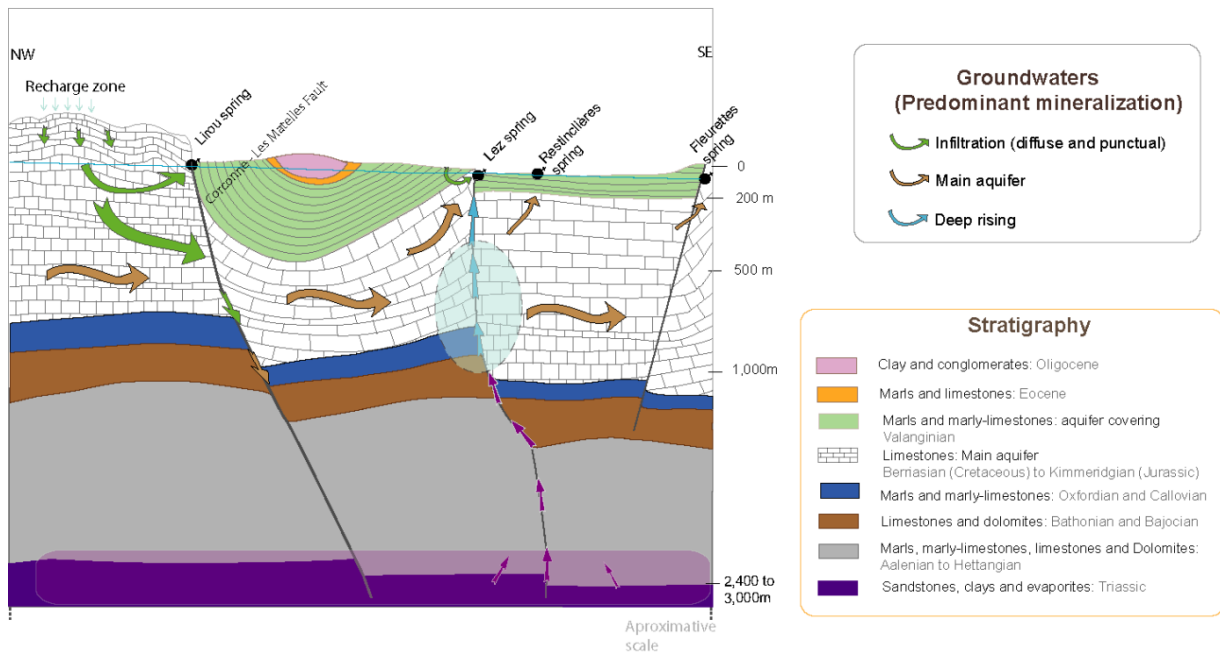 NW
SE
Recharge zone
Lirou spring
Corconne - Les Matelles Fault
Lez spring
Restinclières
spring
Fleurettes
spring
0
200 m
500 m
1,000m
2,400 to
3,000m
Aproximative
scale
Groundwaters
(Predominant mineralization)
Infiltration (diffuse and punctual)
Main aquifer
Deep rising
Stratigraphy
Clay and conglomerates: Oligocene
Marls and limestones: Eocene
Marls and marly-limestones: aquifer covering
Valanginian
Limestones: Main aquifer
Berriasian (Cretaceous) to Kimmeridgian (Jurassic)
Marls and marly-limestones: Oxfordian and Callovian
Limestones and dolomites: Bathonian and Bajocian
Marls, marly-limestones, limestones and Dolomites:
Aalenian to Hettangian
Sandstones, clays and evaporites: Triassic